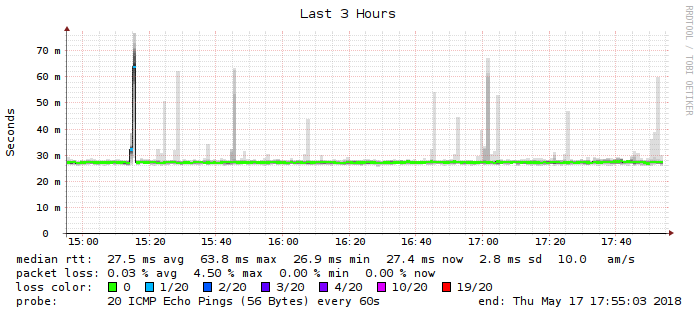 Last 3 Hours
RRDTOOL / TOBI OETIKER
Seconds
70 m
60 m
50 m
40 m
30 m
20 m
10 m
0
15:00 15:20 15:40 16:00 16:20 16:40 17:00 17:20 17:40
median rtt: 27.5 ms avg 63.8 ms max 26.9 ms min 27.4 ms now 2.8 ms sd 10.0 am/s
packet loss: 0.03 % avg 4.50 % max 0.00 % min 0.00 % now
loss color: 0 1/20 2/20 3/20 4/20 10/20 19/20
probe: 20 ICMP Echo Pings (56 Bytes) every 60s end: Thu May 17 17:55:03 2018